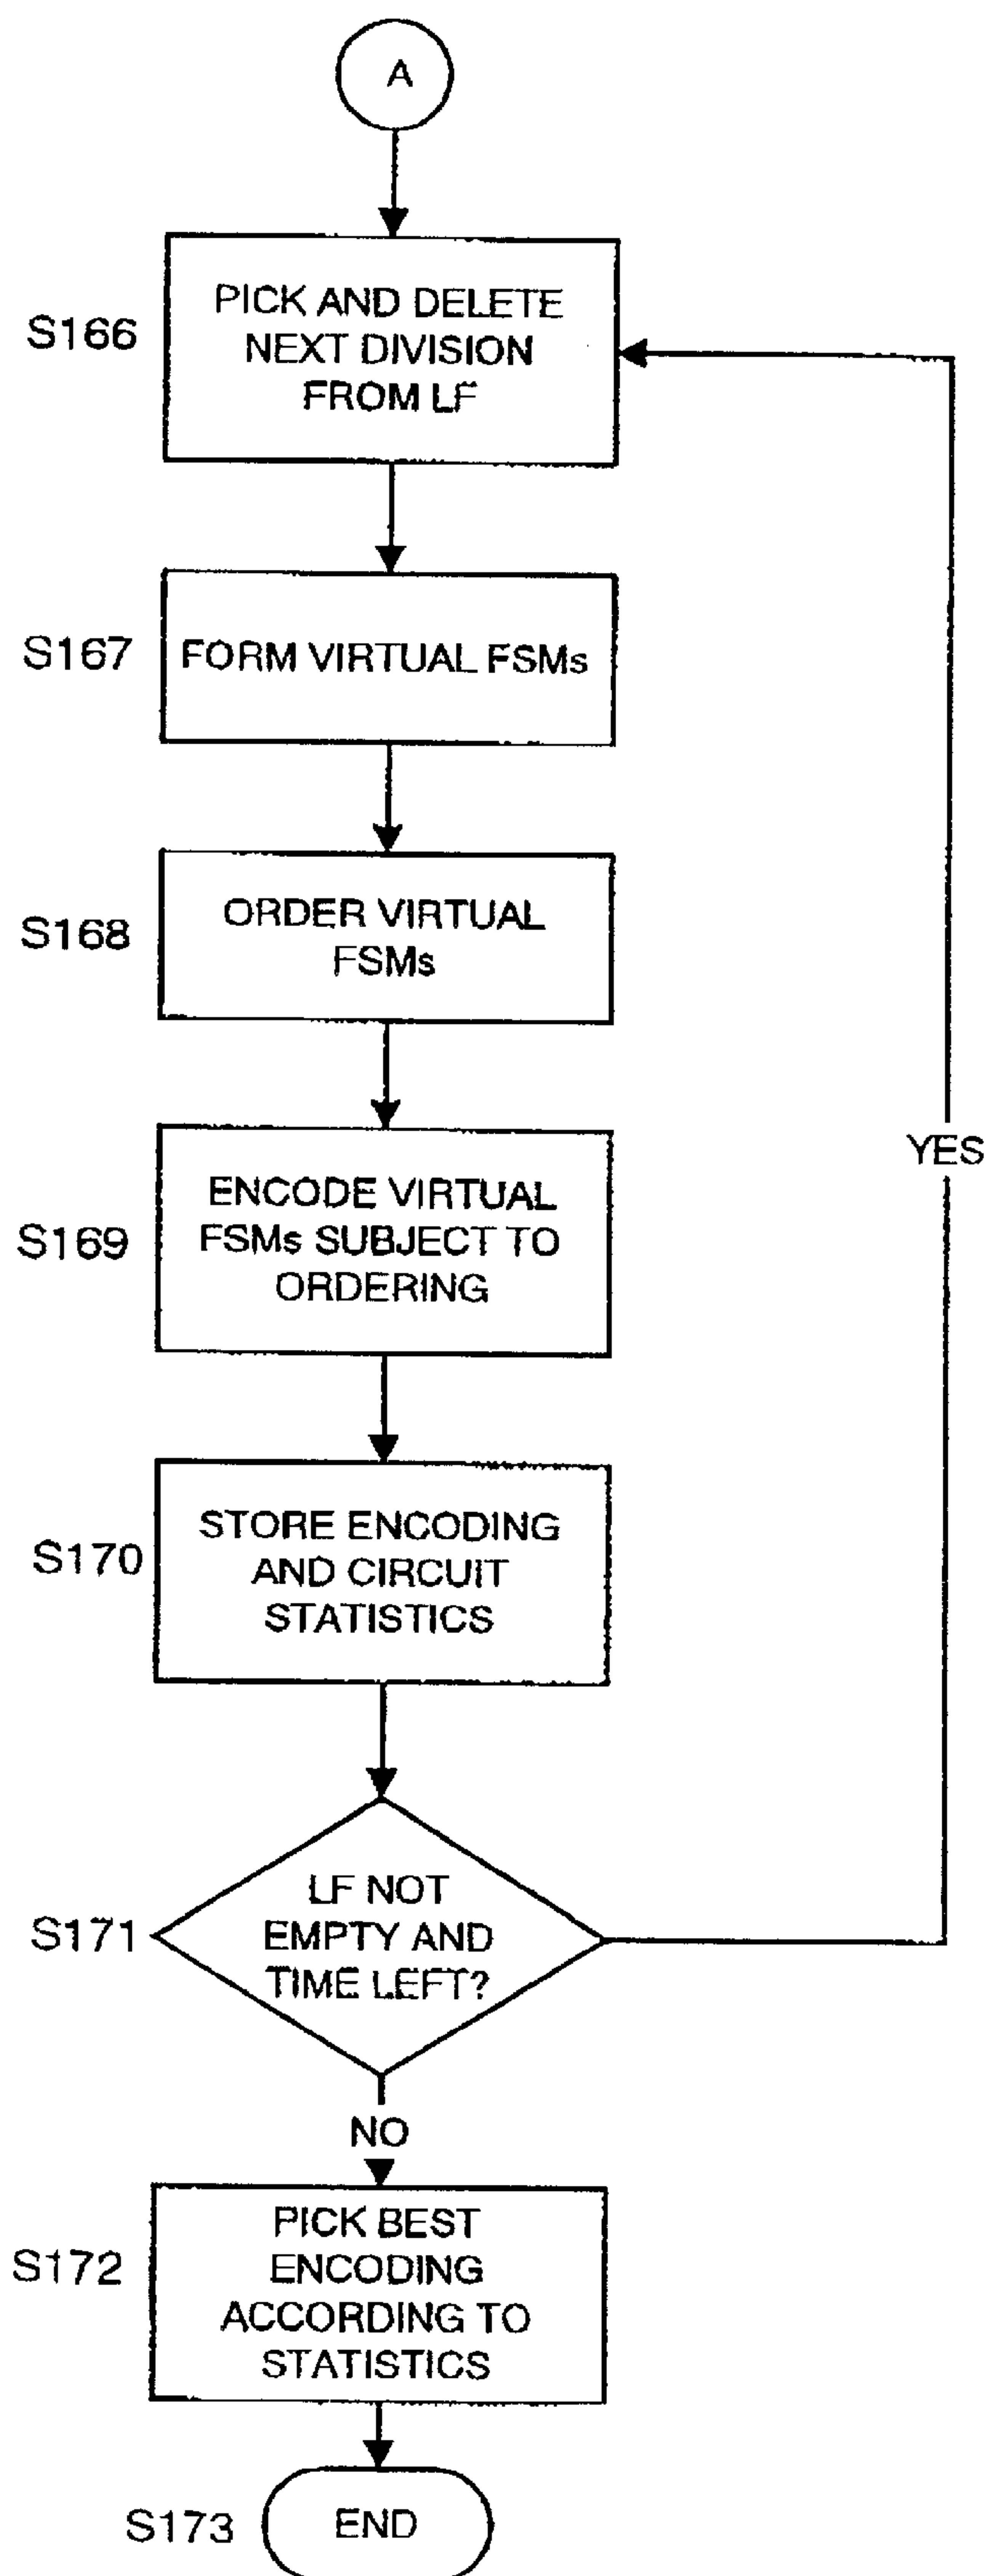 A
S166
PICK AND DELETE
NEXT DIVISION
FROM LF
S167
FORM VIRTUAL FSMs
S168
ORDER VIRTUAL
FSMs
YES
S169
ENCODE VIRTUAL
FSMs SUBJECT TO
ORDERING
S170
STORE ENCODING
AND CIRCUIT
STATISTICS
S171
LF NOT
EMPTY AND
TIME LEFT?
NO
S172
PICK BEST
ENCODING
ACCORDING TO
STATISTICS
S173
END